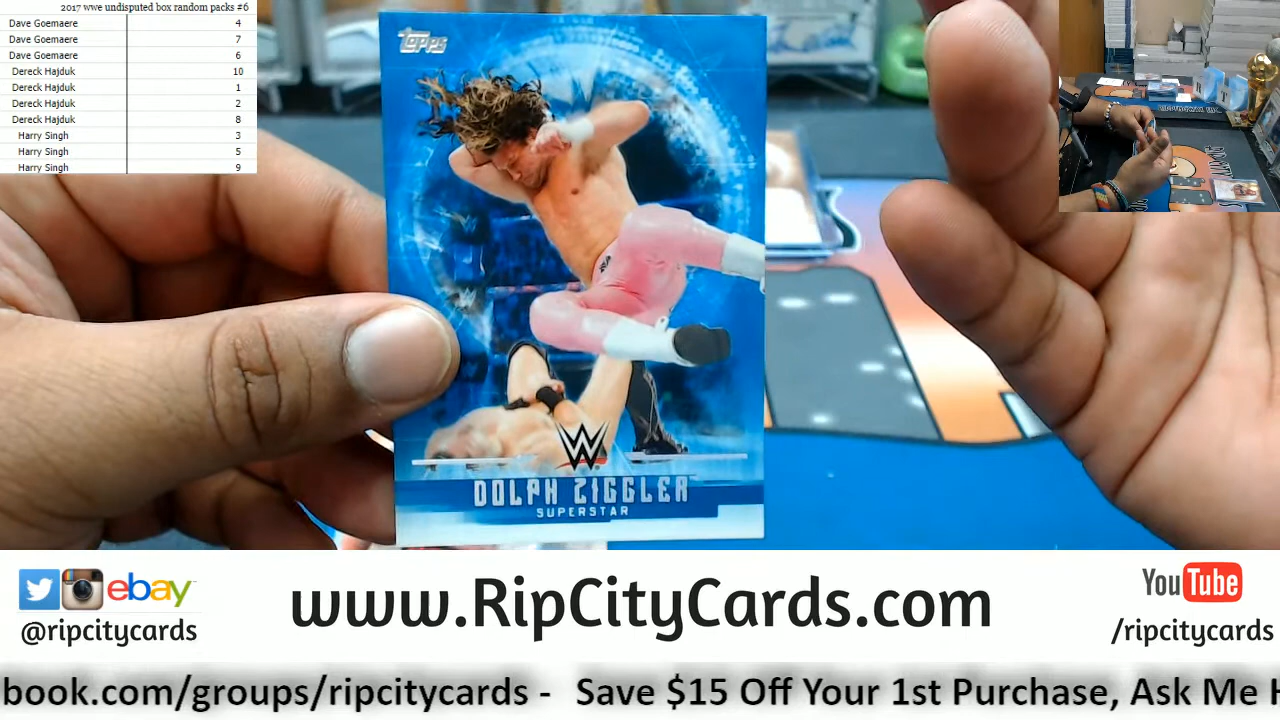 2017 wwe undisputed box random packs #6
Dave Goemaere 4
Dave Goemaere 7
Dave Goemaere 6
Dereck Hajduk 10
Dereck Hajduk 1
Dereck Hajduk 2
Dereck Hajduk 8
Harry Singh 3
Harry Singh 5
Harry Singh 9
Topps
W
DOLPH ZIGGLER
SUPERSTAR
ebay
www.RipCityCards.com
YouTube
@ripcitycards
/ripcitycards
book.com/groups/ripcitycards - Save $15 Off Your 1st Purchase, Ask Me H